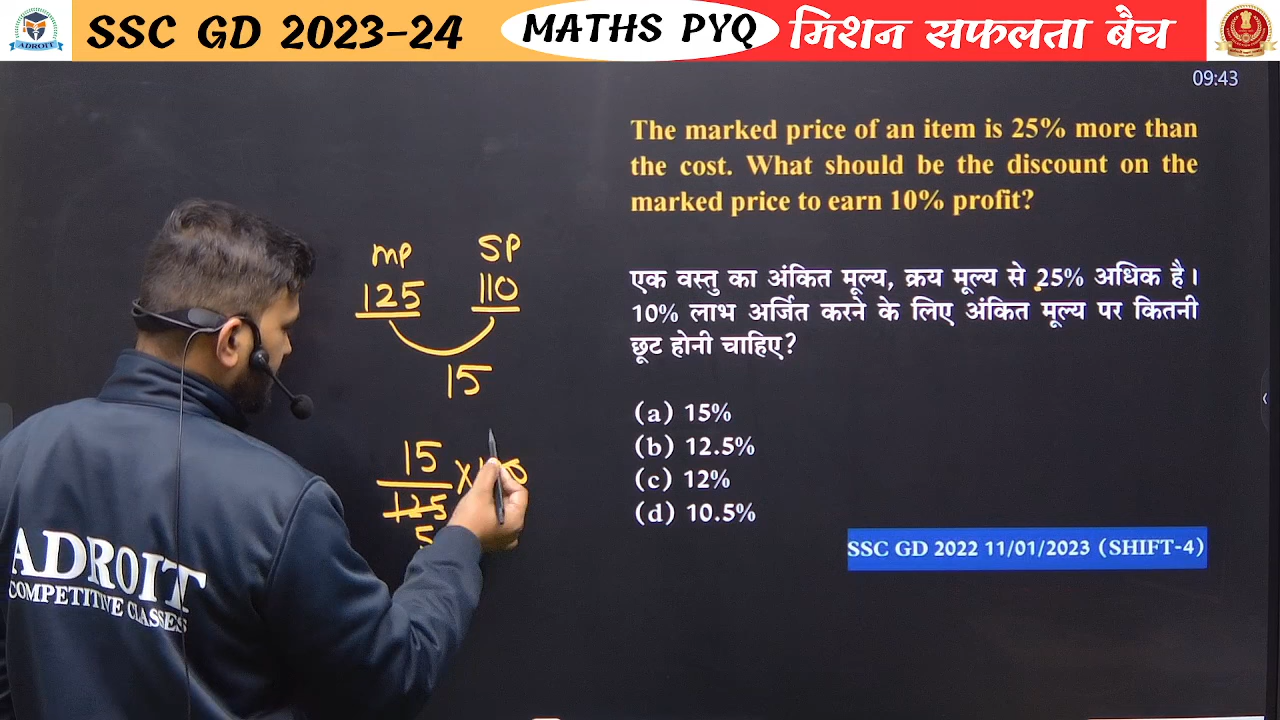 SSC GD 2023-24
MATHS PYQ
मिशन सफलता बैच
ADROIT
09:43
The marked price of an item is 25% more than
the cost. What should be the discount on the
marked price to earn 10% profit?
एक वस्तु का अंकित मूल्य, क्रय मूल्य से 25% अधिक है।
10% लाभ अर्जित करने के लिए अंकित मूल्य पर कितनी
छूट होनी चाहिए?
(a) 15%
(b) 12.5%
(c) 12%
(d) 10.5%
SSC GD 2022 11/01/2023 (SHIFT-4)
MP SP
125 110
15
15
125 ×
5
ADROIT
COMPETITIVE CLASSES